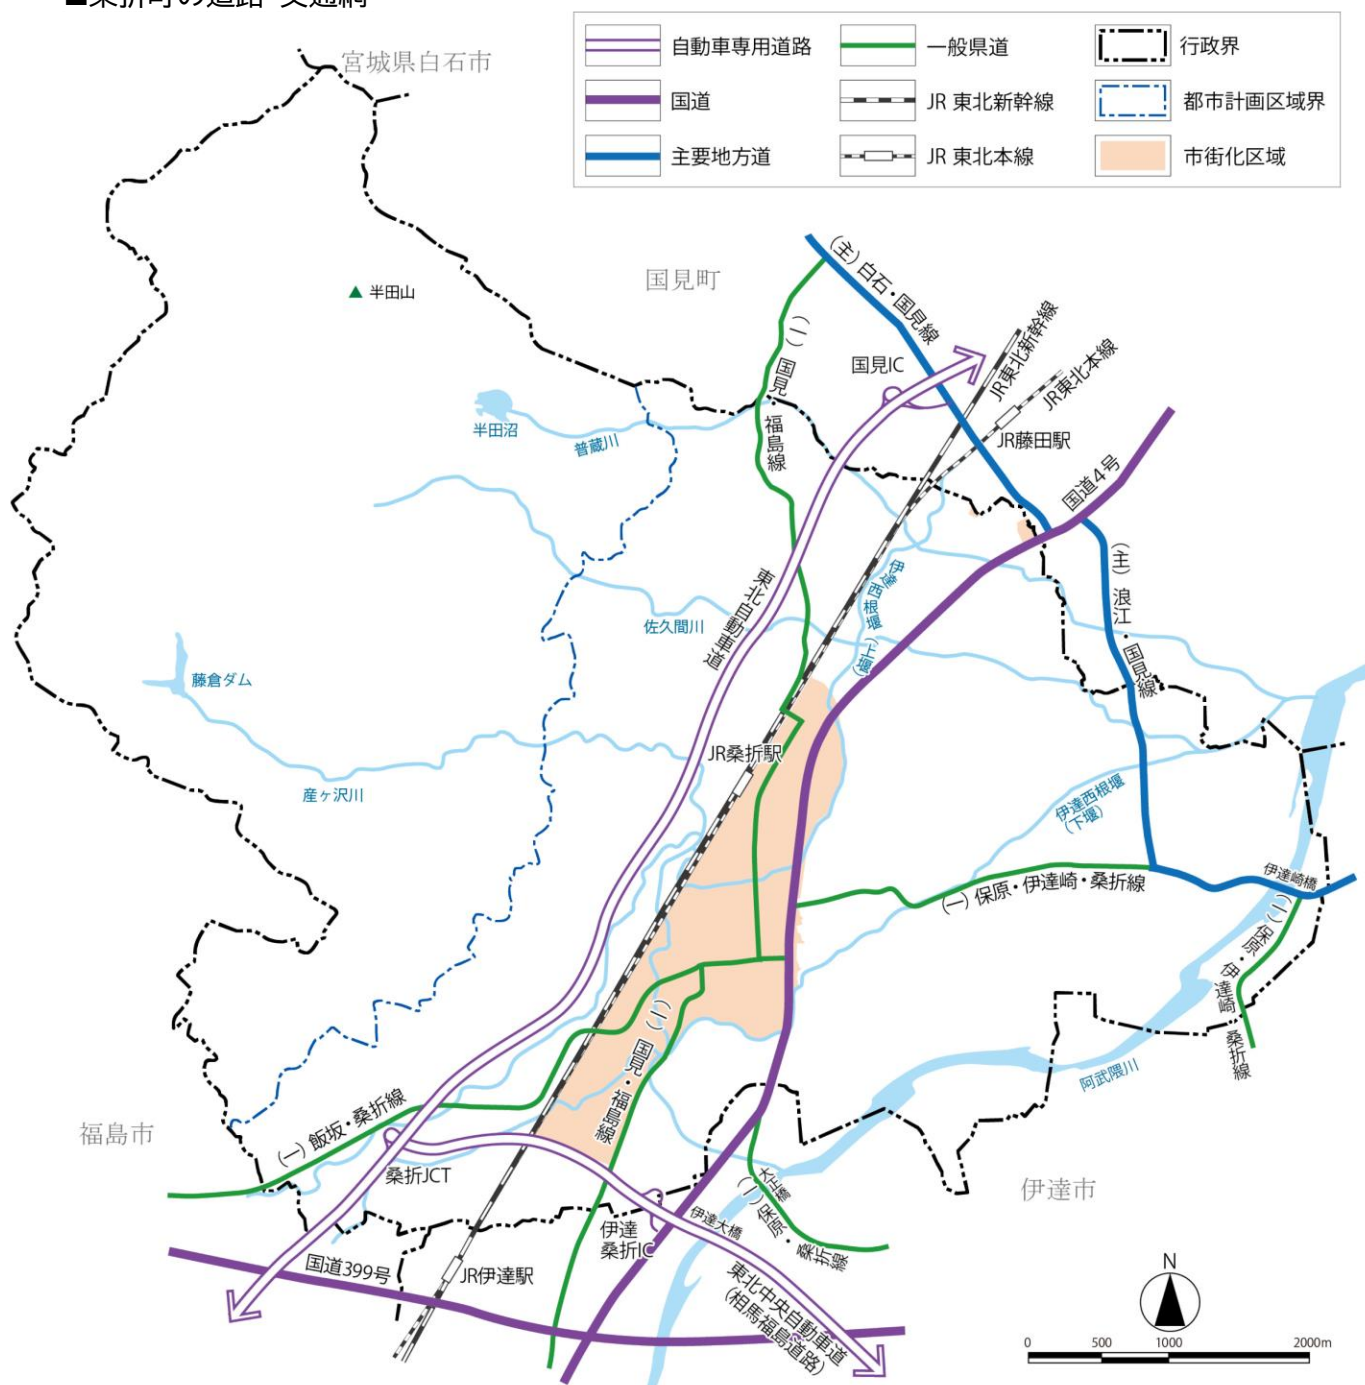 ■桑折町の道路・交通網
自動車専用道路
一般県道
行政界
国道
JR 東北新幹線
都市計画区域界
主要地方道
JR 東北本線
市街化区域
宮城県白石市
国見町
半田山
(主)白石・国見線
(一)国見・福島線
国見IC
JR東北新幹線
JR東北本線
JR藤田駅
国道4号
半田沼
普蔵川
(主)浪江・国見線
伊達西根堰(上堰)
東北自動車道
佐久間川
藤倉ダム
JR桑折駅
産ヶ沢川
伊達西根堰
(下堰)
(一)保原・伊達崎・桑折線
伊達崎橋
(一)保原・伊達崎・桑折線
(一)国見・福島線
阿武隈川
(一)飯坂・桑折線
福島市
桑折JCT
伊達市
大正橋
(一)保原・桑折線
伊達
桑折IC
伊達大橋
国道399号
JR伊達駅
東北中央自動車道
(相馬福島道路)
N
0 500 1000 2000m